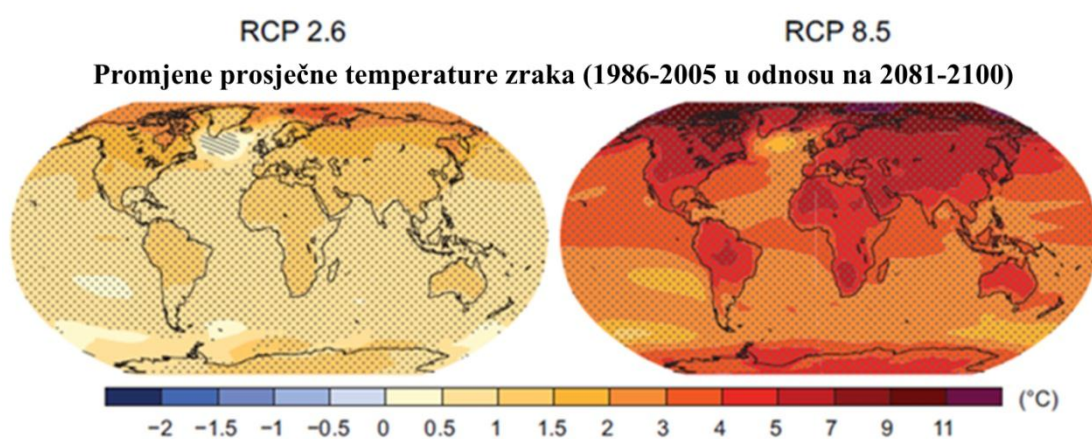 RCP 2.6 RCP 8.5
Promjene prosječne temperature zraka (1986-2005 u odnosu na 2081-2100)
−2 −1.5 −1 −0.5 0 0.5 1 1.5 2 3 4 5 7 9 11 (°C)